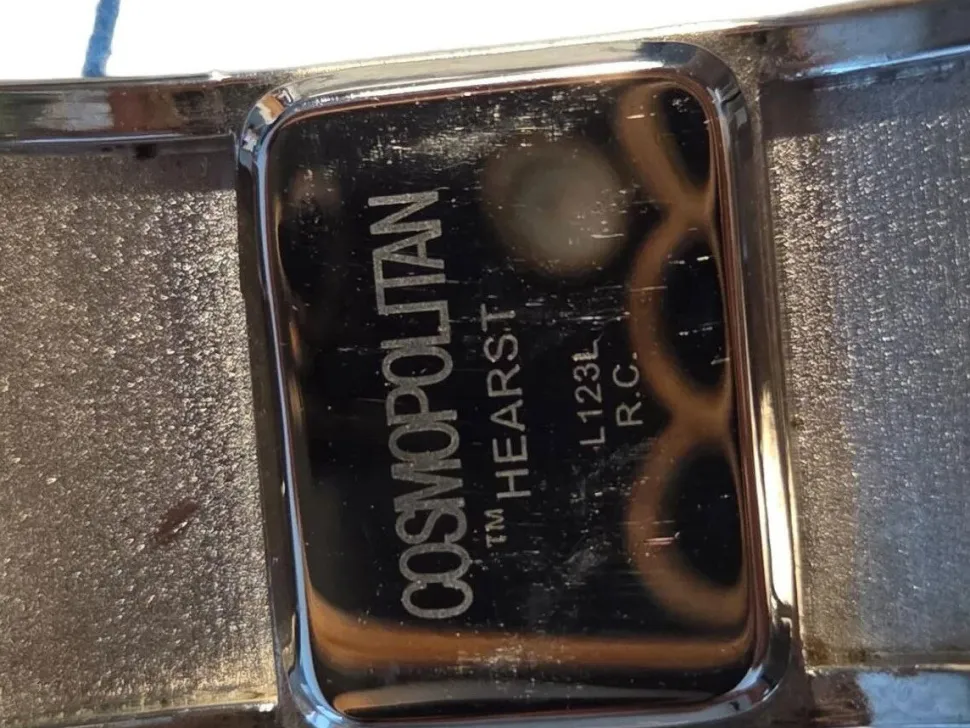 COSMOPOLITAN
™ HEARST
L123L
R.C.